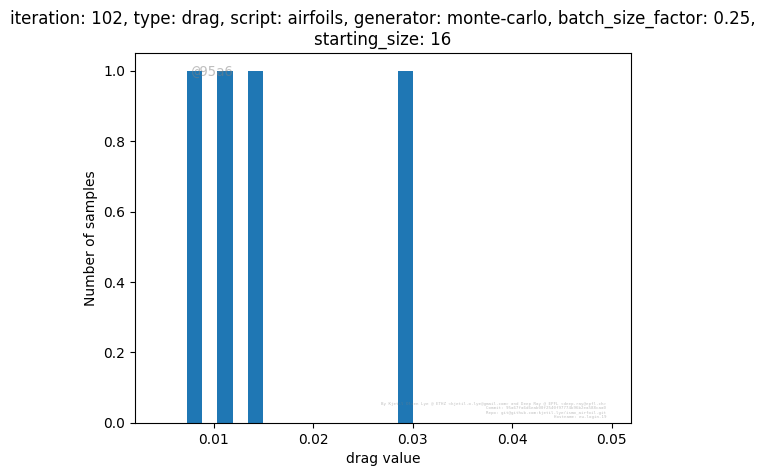 iteration: 102, type: drag, script: airfoils, generator: monte-carlo, batch_size_factor: 0.25,
starting_size: 16
@95a6
1.0
0.8
0.6
0.4
0.2
0.0
Number of samples
0.01
0.02
0.03
0.04
0.05
drag value